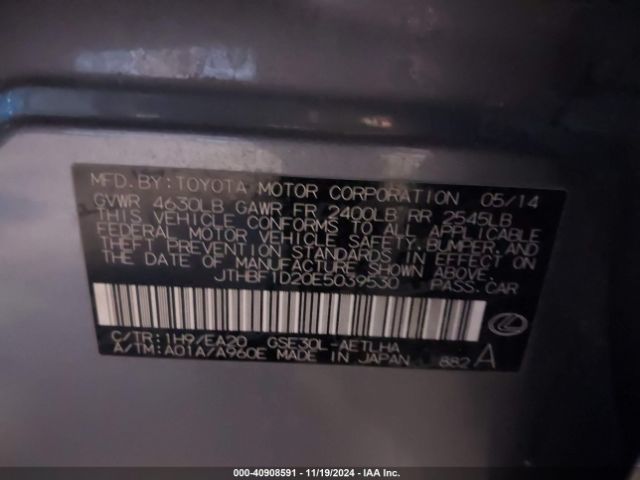 MFD.BY:TOYOTA MOTOR CORPORATION 05/14
GVWR 4630LB GAWR FR 2400LB RR 2545LB
THIS VEHICLE CONFORMS TO ALL APPLICABLE
FEDERAL MOTOR VEHICLE SAFETY, BUMPER, AND
THEFT PREVENTION STANDARDS IN EFFECT ON
THE DATE OF MANUFACTURE SHOWN ABOVE.
JTHBF1D20E5039530 PASS.CAR
C/TR:1H9/EA20 GSE30L-AETLHA
A/TM:A01A/A960E MADE IN JAPAN 882 A
000-40908591 - 11/19/2024 - IAA Inc.